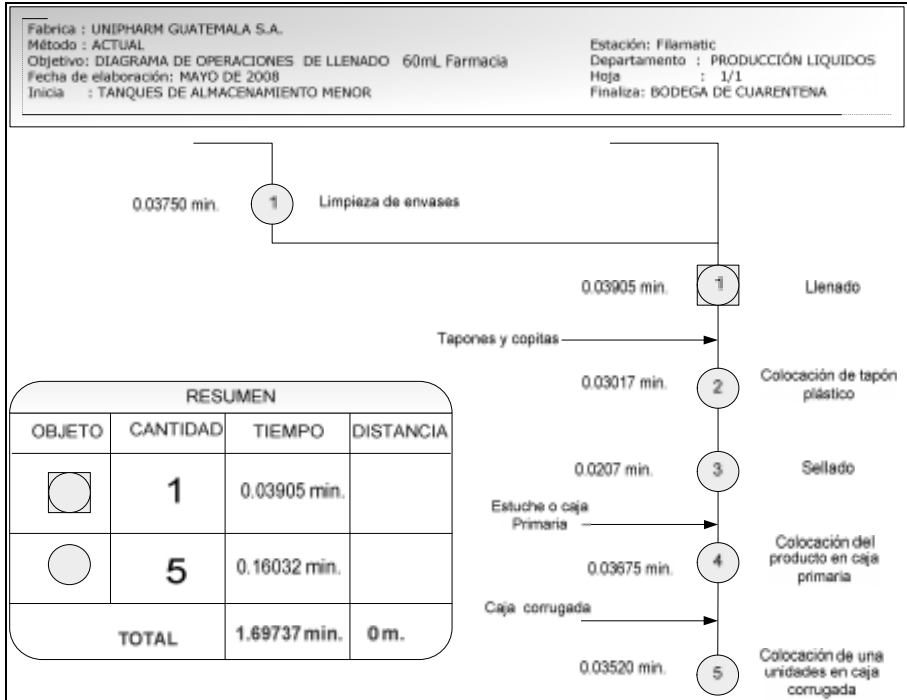 Fabrica : UNIPHARM GUATEMALA S.A.
Método : ACTUAL
Objetivo: DIAGRAMA DE OPERACIONES DE LLENADO 60mL Farmacia
Fecha de elaboración: MAYO DE 2008
Inicia : TANQUES DE ALMACENAMIENTO MENOR
Estación: Filamatic
Departamento : PRODUCCIÓN LIQUIDOS
Hoja : 1/1
Finaliza: BODEGA DE CUARENTENA
0.03750 min.
1
Limpieza de envases
0.03905 min.
1
Llenado
Tapones y copitas
0.03017 min.
2
Colocación de tapón
plástico
0.0207 min.
3
Sellado
Estuche o caja
Primaria
0.03675 min.
4
Colocación del
producto en caja
primaria
Caja corrugada
0.03520 min.
5
Colocación de una
unidades en caja
corrugada
RESUMEN
OBJETO CANTIDAD TIEMPO DISTANCIA
1 0.03905 min.
5 0.16032 min.
TOTAL 1.69737 min. 0 m.